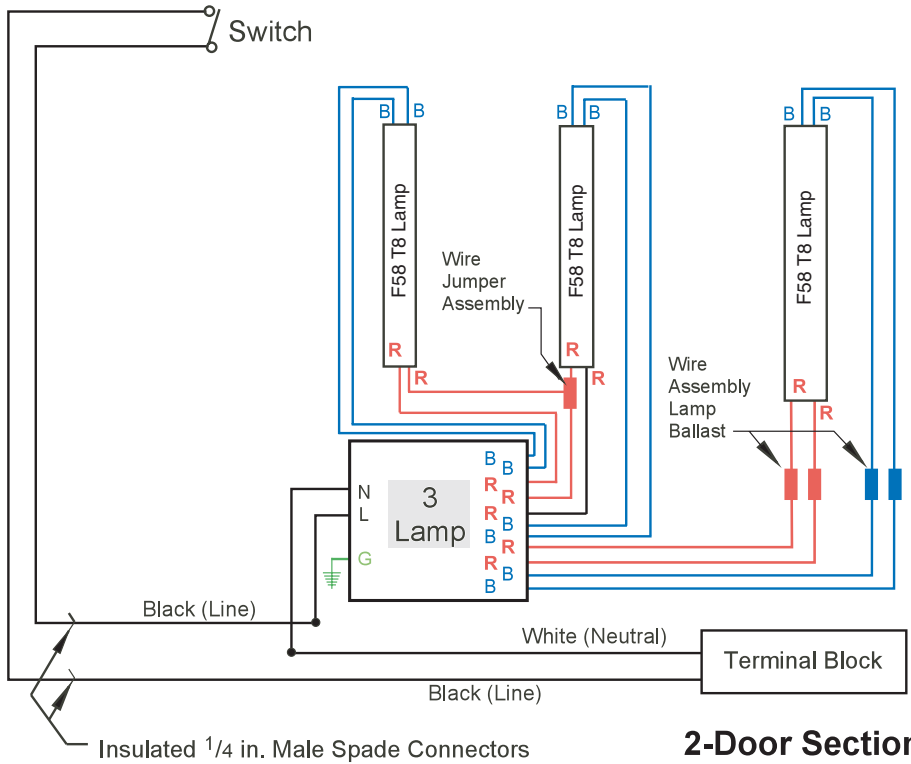 Switch
B B
B B
B B
F58 T8 Lamp
F58 T8 Lamp
F58 T8 Lamp
Wire
Jumper
Assembly
R
R
R
R
R
R
Wire
Assembly
Lamp
Ballast
N
L
G
3
Lamp
B
B
R
R
R
B
B
R
R
B
B
Black (Line)
White (Neutral)
Terminal Block
Black (Line)
Insulated 1/4 in. Male Spade Connectors
2-Door Section